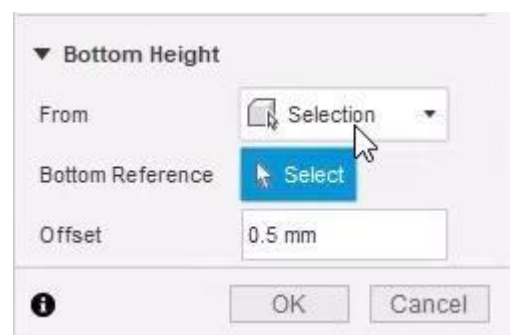 Bottom Height
From Selection
Bottom Reference Select
Offset 0.5 mm
OK Cancel